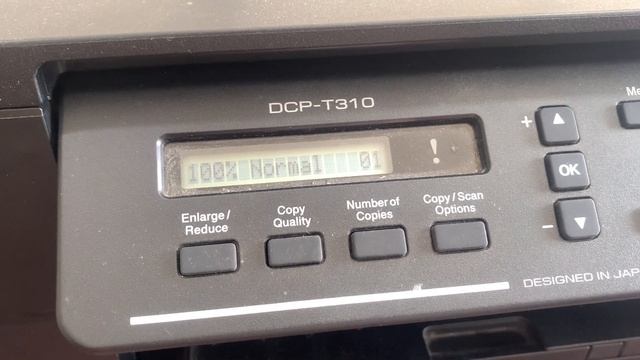 DCP-T310
100% Normal 01
!
Enlarge/
Reduce
Copy
Quality
Number of
Copies
Copy/Scan
Options
+
▲
OK
−
▼
Me
DESIGNED IN JAP